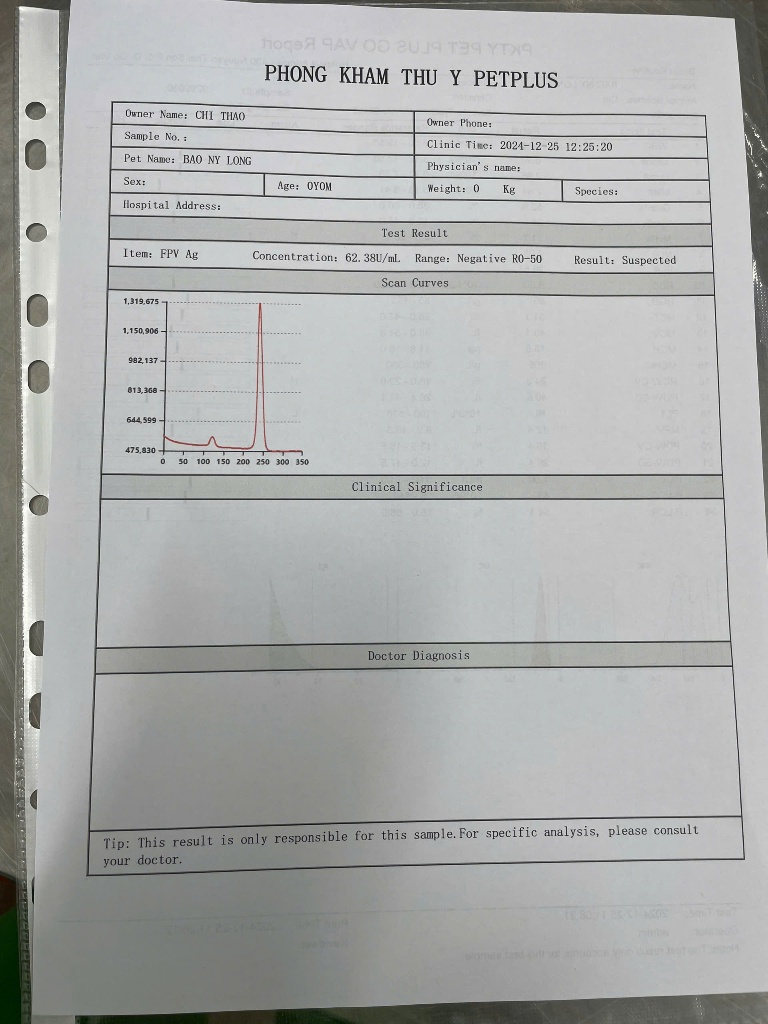 PHONG KHAM THU Y PETPLUS
Owner Name: CHI THAO
Owner Phone:
Sample No.:
Clinic Time: 2024-12-25 12:25:20
Pet Name: BAO NY LONG
Physician's name:
Sex:
Age: 0Y0M
Weight: 0 Kg
Species:
Hospital Address:
Test Result
Item: FPV Ag Concentration: 62.38U/mL Range: Negative R0-50 Result: Suspected
Scan Curves
1,319,675
1,150,906
982,137
813,368
644,599
475,830
0 50 100 150 200 250 300 350
Clinical Significance
Doctor Diagnosis
Tip: This result is only responsible for this sample.For specific analysis, please consult
your doctor.